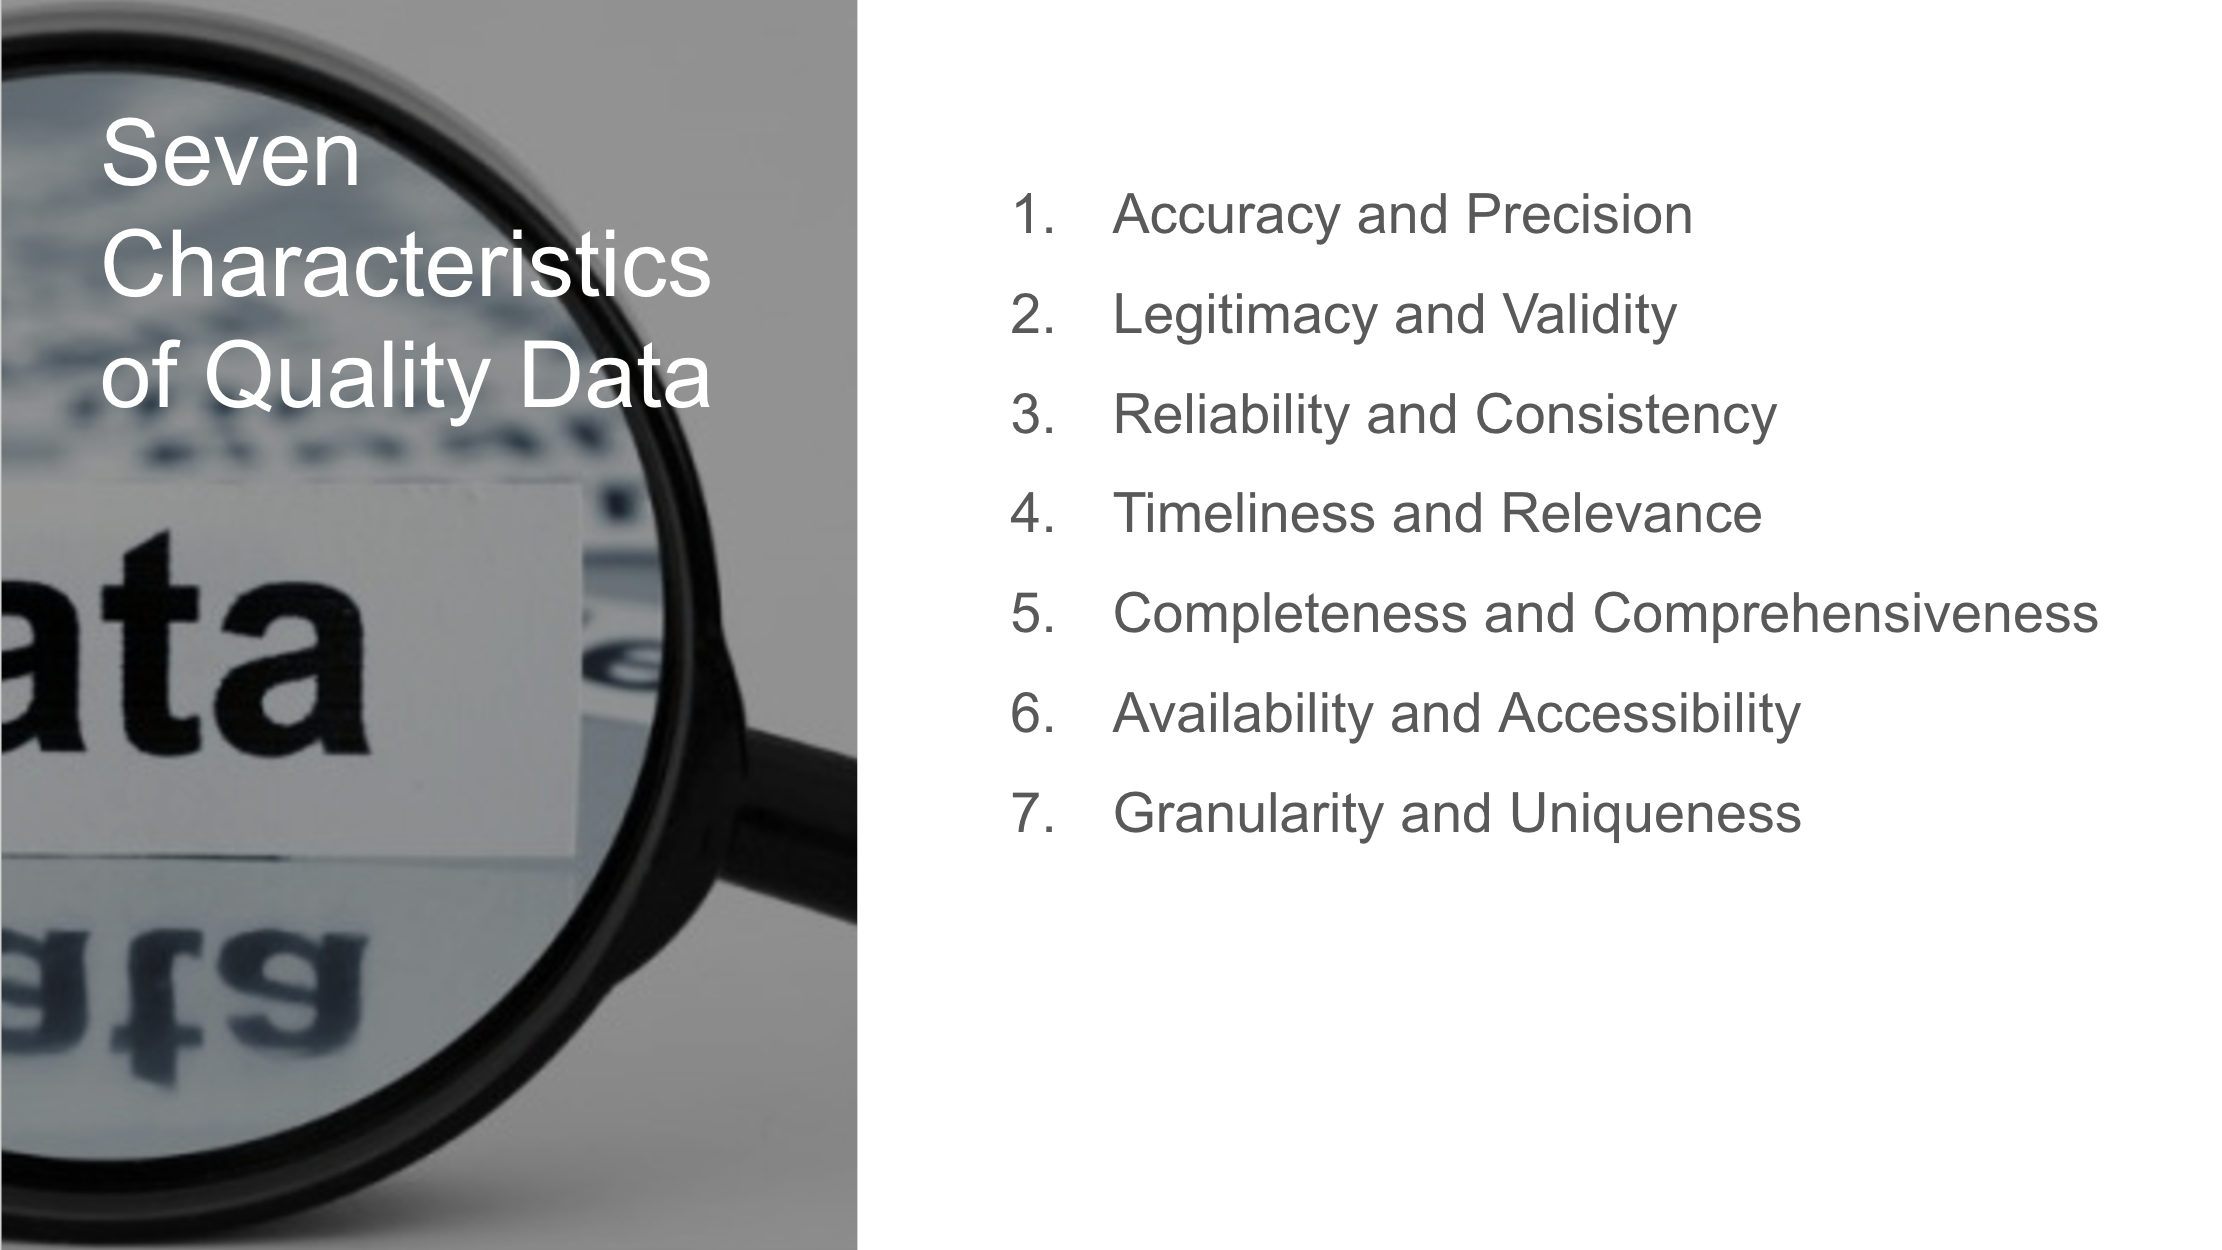 Seven
Characteristics
of Quality Data
1. Accuracy and Precision
2. Legitimacy and Validity
3. Reliability and Consistency
4. Timeliness and Relevance
5. Completeness and Comprehensiveness
6. Availability and Accessibility
7. Granularity and Uniqueness
ata